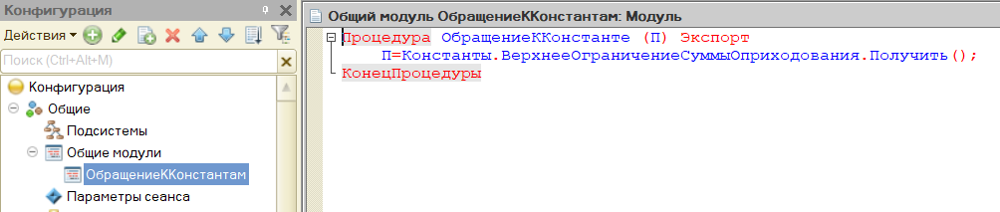 Конфигурация
Действия
Поиск (Ctrl+Alt+M)
Конфигурация
Общие
Подсистемы
Общие модули
ОбращениеККонстантам
Параметры сеанса
Общий модуль ОбращениеККонстантам: Модуль
Процедура ОбращениеККонстанте (П) Экспорт
П=Константы.ВерхнееОграничениеСуммыОприходования.Получить();
КонецПроцедуры